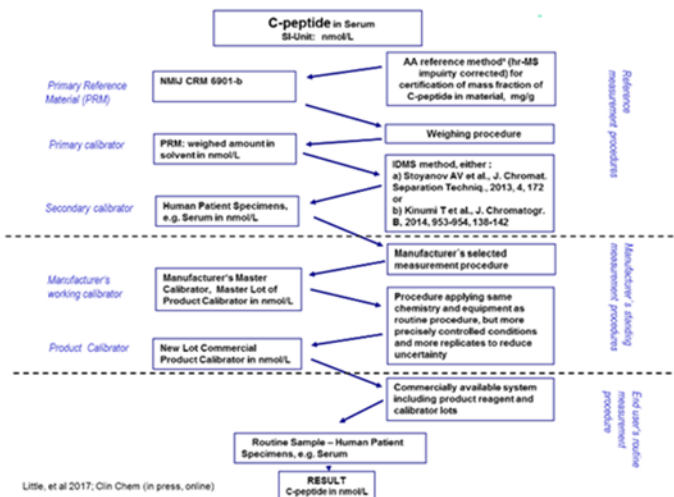 C-peptide in Serum
SI-Unit: nmol/L
Primary Reference
Material (PRM)
NMIJ CRM 6901-b
AA reference method* (hr-MS
impuirty corrected) for
certification of mass fraction of
C-peptide in material, mg/g
Reference
measurement procedures
Weighing procedure
Primary calibrator
PRM: weighed amount in
solvent in nmol/L
IDMS method, either :
a) Stoyanov AV et al., J. Chromat.
Separation Techniq., 2013, 4, 172
or
b) Kinumi T et al., J. Chromatogr.
B, 2014, 953-954, 138-142
Secondary calibrator
Human Patient Specimens,
e.g. Serum in nmol/L
Manufacturer´s selected
measurement procedure
Manufacturer´s standing
measurement procedures
Manufacturer's
working calibrator
Manufacturer's Master
Calibrator, Master Lot of
Product Calibrator in nmol/L
Procedure applying same
chemistry and equipment as
routine procedure, but more
precisely controlled conditions
and more replicates to reduce
uncertainty
Product Calibrator
New Lot Commercial
Product Calibrator in nmol/L
Commercially available system
including product reagent and
calibrator lots
End user's routine
measurement
procedure
Routine Sample – Human Patient
Specimens, e.g. Serum
RESULT
C-peptide in nmol/L
Little, et al 2017; Clin Chem (in press, online)